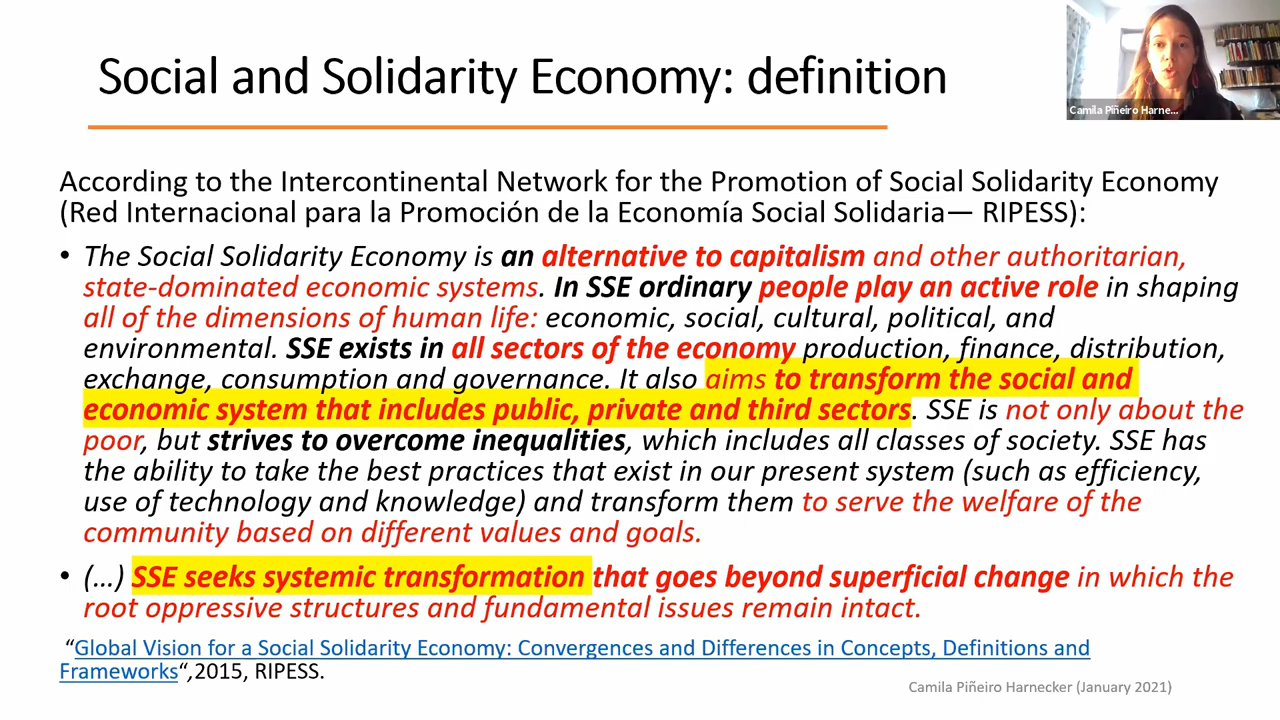 Social and Solidarity Economy: definition
Camila Piñeiro Harne...
According to the Intercontinental Network for the Promotion of Social Solidarity Economy
(Red Internacional para la Promoción de la Economía Social Solidaria— RIPESS):
• The Social Solidarity Economy is an alternative to capitalism and other authoritarian,
state-dominated economic systems. In SSE ordinary people play an active role in shaping
all of the dimensions of human life: economic, social, cultural, political, and
environmental. SSE exists in all sectors of the economy production, finance, distribution,
exchange, consumption and governance. It also aims to transform the social and
economic system that includes public, private and third sectors. SSE is not only about the
poor, but strives to overcome inequalities, which includes all classes of society. SSE has
the ability to take the best practices that exist in our present system (such as efficiency,
use of technology and knowledge) and transform them to serve the welfare of the
community based on different values and goals.
• (…) SSE seeks systemic transformation that goes beyond superficial change in which the
root oppressive structures and fundamental issues remain intact.
“Global Vision for a Social Solidarity Economy: Convergences and Differences in Concepts, Definitions and
Frameworks“,2015, RIPESS.
Camila Piñeiro Harnecker (January 2021)